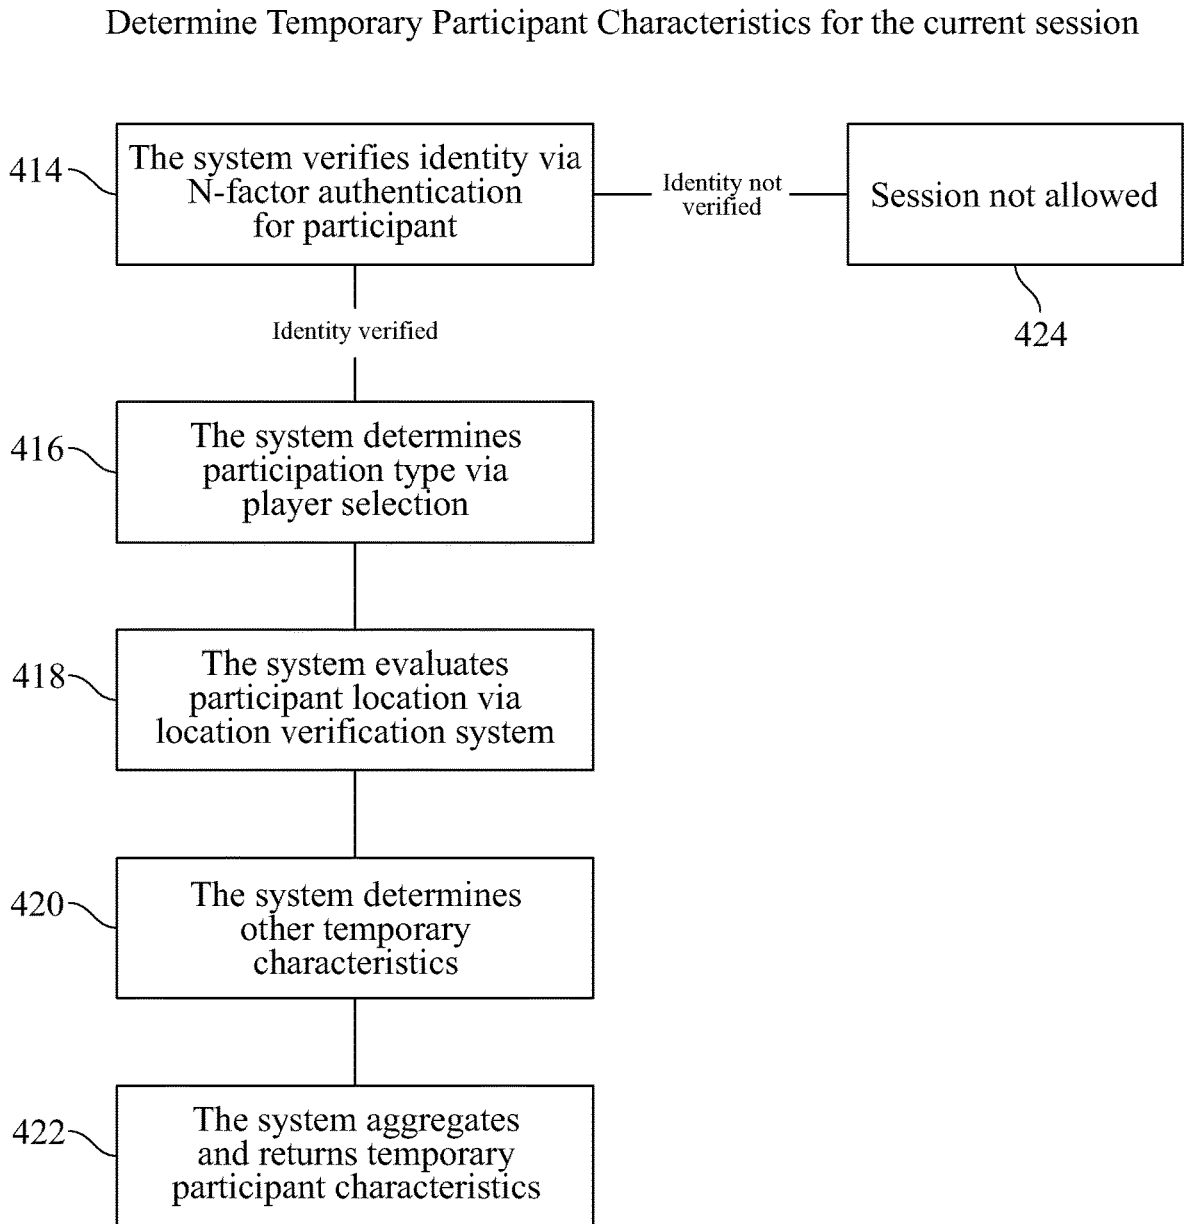 Determine Temporary Participant Characteristics for the current session
414
The system verifies identity via
N-factor authentication
for participant
Identity not
verified
Session not allowed
424
Identity verified
416
The system determines
participation type via
player selection
418
The system evaluates
participant location via
location verification system
420
The system determines
other temporary
characteristics
422
The system aggregates
and returns temporary
participant characteristics